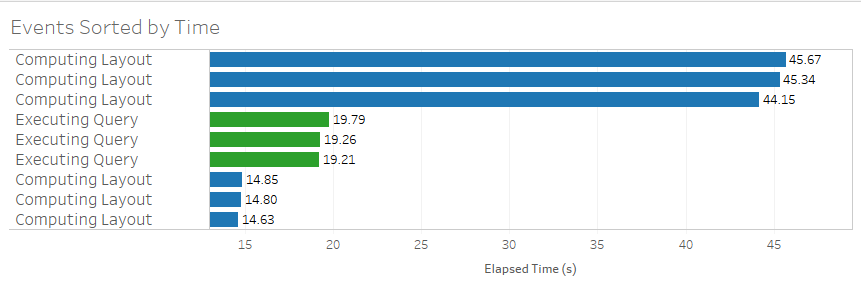 Events Sorted by Time
Computing Layout 45.67
Computing Layout 45.34
Computing Layout 44.15
Executing Query 19.79
Executing Query 19.26
Executing Query 19.21
Computing Layout 14.85
Computing Layout 14.80
Computing Layout 14.63
15 20 25 30 35 40 45
Elapsed Time (s)